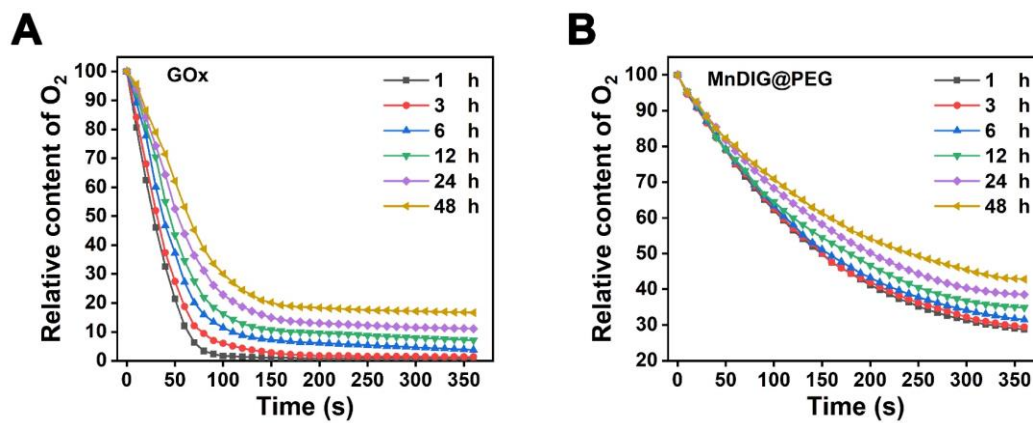 A
Relative content of O2
100
90
80
70
60
50
40
30
20
10
0
GOx
1 h
3 h
6 h
12 h
24 h
48 h
0 50 100 150 200 250 300 350
Time (s)
B
Relative content of O2
100
90
80
70
60
50
40
30
20
MnDIG@PEG
1 h
3 h
6 h
12 h
24 h
48 h
0 50 100 150 200 250 300 350
Time (s)